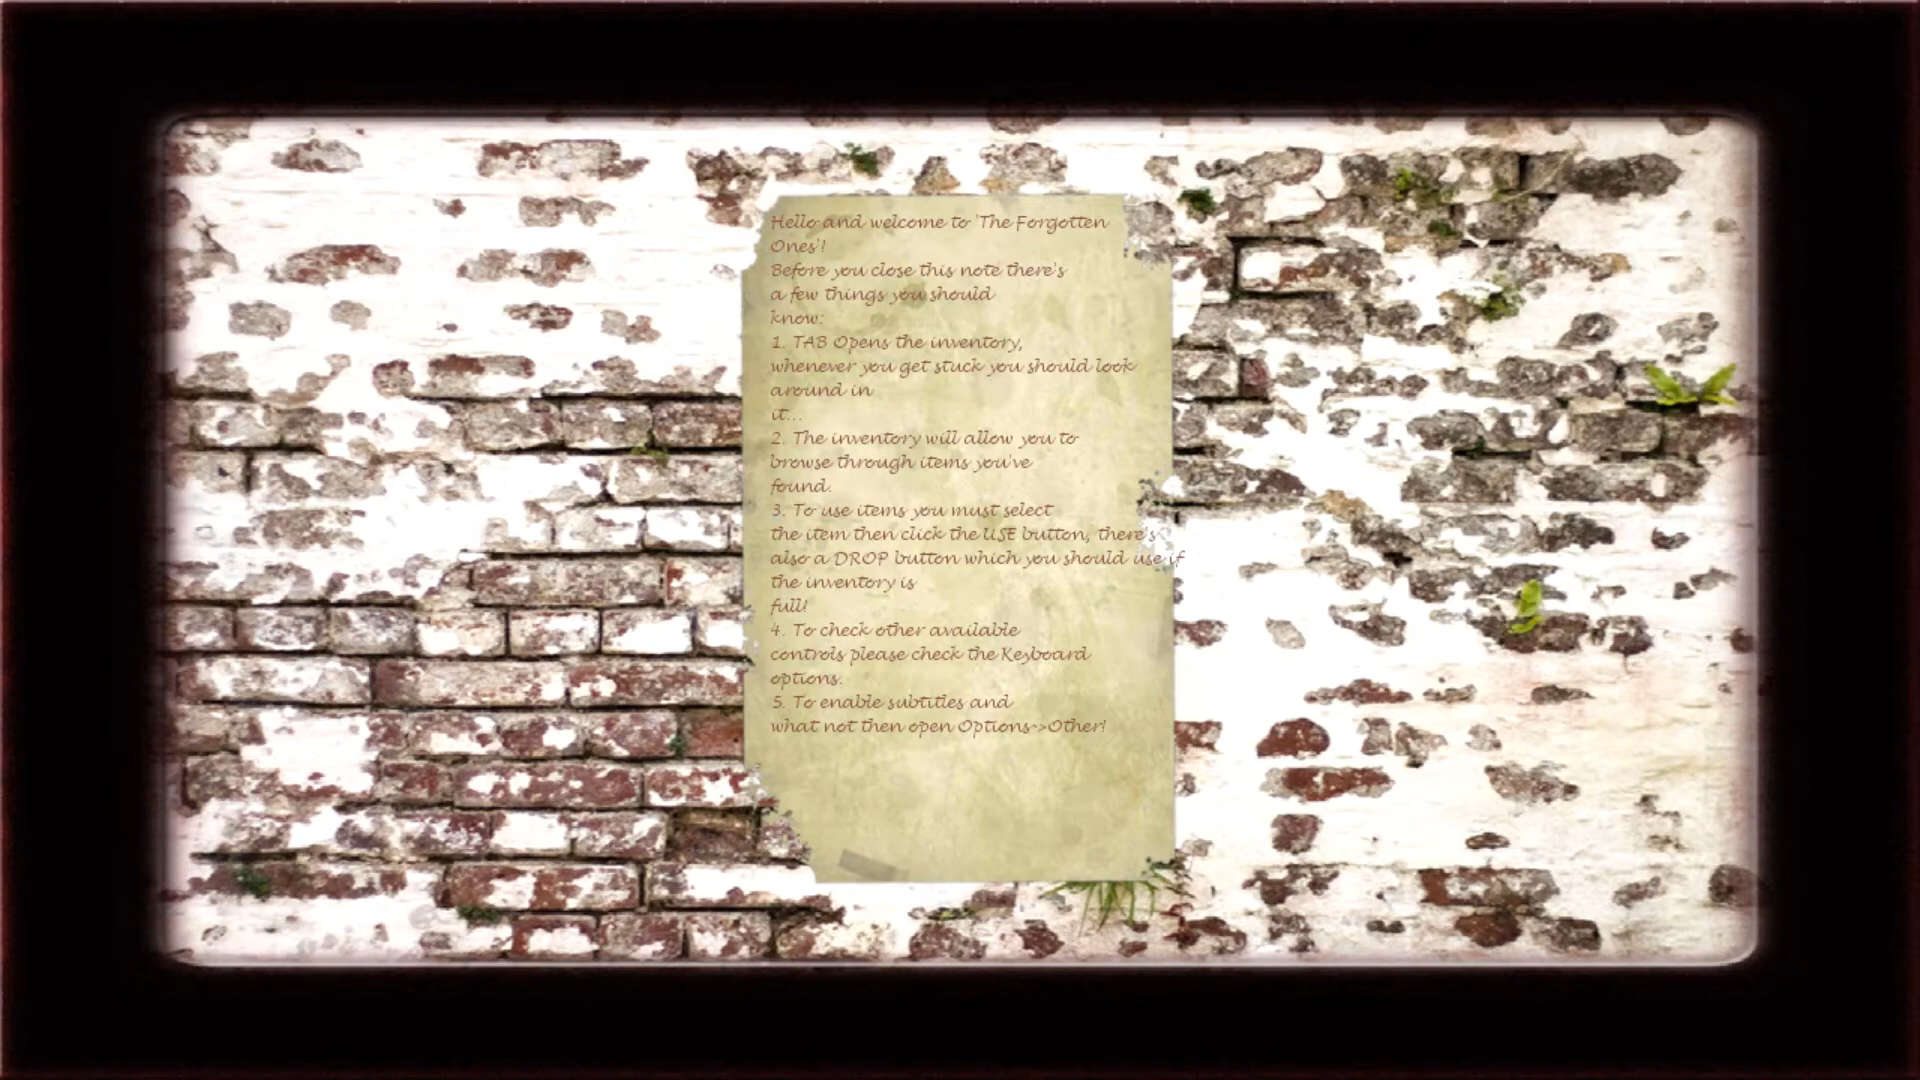 Hello and welcome to 'The Forgotten
Ones'!
Before you close this note there's
a few things you should
know:
1. TAB Opens the inventory,
whenever you get stuck you should look
around in
it...
2. The inventory will allow you to
browse through items you've
found.
3. To use items you must select
the item then click the USE button, there's
also a DROP button which you should use if
the inventory is
full!
4. To check other available
controls please check the Keyboard
options.
5. To enable subtitles and
what not then open Options->Other!